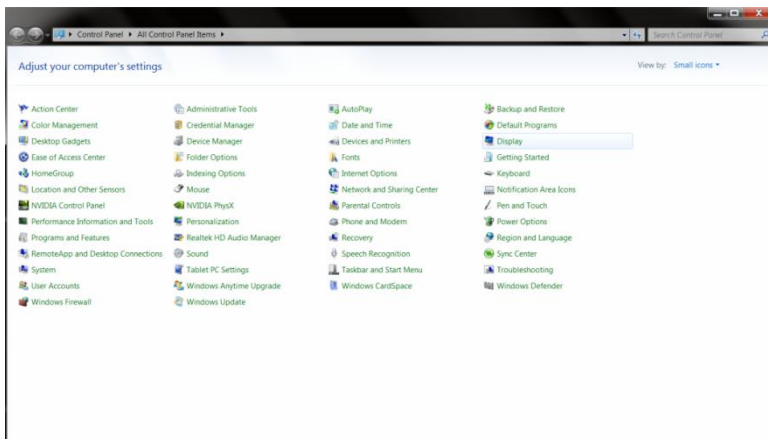 Control Panel ▸ All Control Panel Items ▸ Search Control Panel
Adjust your computer's settings View by: Small icons
Action Center Administrative Tools AutoPlay Backup and Restore
Color Management Credential Manager Date and Time Default Programs
Desktop Gadgets Device Manager Devices and Printers Display
Ease of Access Center Folder Options Fonts Getting Started
HomeGroup Indexing Options Internet Options Keyboard
Location and Other Sensors Mouse Network and Sharing Center Notification Area Icons
NVIDIA Control Panel NVIDIA PhysX Parental Controls Pen and Touch
Performance Information and Tools Personalization Phone and Modem Power Options
Programs and Features Realtek HD Audio Manager Recovery Region and Language
RemoteApp and Desktop Connections Sound Speech Recognition Sync Center
System Tablet PC Settings Taskbar and Start Menu Troubleshooting
User Accounts Windows Anytime Upgrade Windows CardSpace Windows Defender
Windows Firewall Windows Update